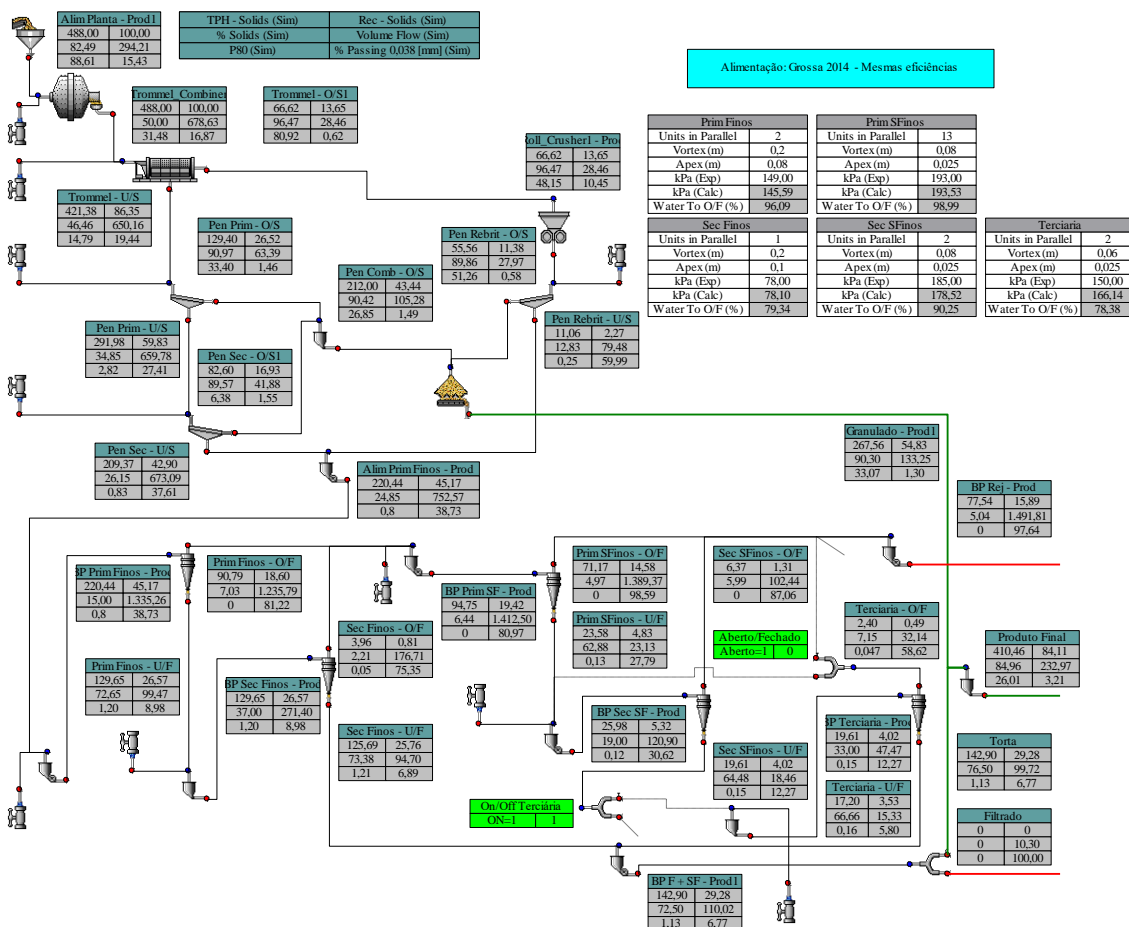 Alim Planta - Prod1
488,00 100,00
82,49 294,21
88,61 15,43
TPH - Solids (Sim) Rec - Solids (Sim)
% Solids (Sim) Volume Flow (Sim)
P80 (Sim) % Passing 0,038 [mm] (Sim)
Alimentação: Grossa 2014 - Mesmas eficiências
Trommel_Combiner
488,00 100,00
50,00 678,63
31,48 16,87
Trommel - O/S1
66,62 13,65
96,47 28,46
80,92 0,62
Roll_Crusher1 - Prod
66,62 13,65
96,47 28,46
48,15 10,45
Prim Finos
Units in Parallel 2
Vortex (m) 0,2
Apex (m) 0,08
kPa (Exp) 149,00
kPa (Calc) 145,59
Water To O/F (%) 96,09
Prim SFinos
Units in Parallel 13
Vortex (m) 0,08
Apex (m) 0,025
kPa (Exp) 193,00
kPa (Calc) 193,53
Water To O/F (%) 98,99
Sec Finos
Units in Parallel 1
Vortex (m) 0,2
Apex (m) 0,1
kPa (Exp) 78,00
kPa (Calc) 78,10
Water To O/F (%) 79,34
Sec SFinos
Units in Parallel 2
Vortex (m) 0,08
Apex (m) 0,025
kPa (Exp) 185,00
kPa (Calc) 178,52
Water To O/F (%) 90,25
Terciaria
Units in Parallel 2
Vortex (m) 0,06
Apex (m) 0,025
kPa (Exp) 150,00
kPa (Calc) 166,14
Water To O/F (%) 78,38
Trommel - U/S
421,38 86,35
46,46 650,16
14,79 19,44
Pen Prim - O/S
129,40 26,52
90,97 63,39
33,40 1,46
Pen Rebrit - O/S
55,56 11,38
89,86 27,97
51,26 0,58
Pen Comb - O/S
212,00 43,44
90,42 105,28
26,85 1,49
Pen Rebrit - U/S
11,06 2,27
12,83 79,48
0,25 59,99
Pen Prim - U/S
291,98 59,83
34,85 659,78
2,82 27,41
Pen Sec - O/S1
82,60 16,93
89,57 41,88
6,38 1,55
Granulado - Prod1
267,56 54,83
90,30 133,25
33,07 1,30
Pen Sec - U/S
209,37 42,90
26,15 673,09
0,83 37,61
Alim Prim Finos - Prod
220,44 45,17
24,85 752,57
0,8 38,73
BP Rej - Prod
77,54 15,89
5,04 1.491,81
0 97,64
BP Prim Finos - Prod
220,44 45,17
15,00 1.335,26
0,8 38,73
Prim Finos - O/F
90,79 18,60
7,03 1.235,79
0 81,22
BP Prim SF - Prod
94,75 19,42
6,44 1.412,50
0 80,97
Prim SFinos - O/F
71,17 14,58
4,97 1.389,37
0 98,59
Sec SFinos - O/F
6,37 1,31
5,99 102,44
0 87,06
Prim SFinos - U/F
23,58 4,83
62,88 23,13
0,13 27,79
Terciaria - O/F
2,40 0,49
7,15 32,14
0,047 58,62
Aberto/Fechado
Aberto=1 0
Sec Finos - O/F
3,96 0,81
2,21 176,71
0,05 75,35
Produto Final
410,46 84,11
84,96 232,97
26,01 3,21
Prim Finos - U/F
129,65 26,57
72,65 99,47
1,20 8,98
BP Sec Finos - Prod
129,65 26,57
37,00 271,40
1,20 8,98
BP Sec SF - Prod
25,98 5,32
19,00 120,90
0,12 30,62
BP Terciaria - Prod
19,61 4,02
33,00 47,47
0,15 12,27
Sec Finos - U/F
125,69 25,76
73,38 94,70
1,21 6,89
Sec SFinos - U/F
19,61 4,02
64,48 18,46
0,15 12,27
Torta
142,90 29,28
76,50 99,72
1,13 6,77
Terciaria - U/F
17,20 3,53
66,66 15,33
0,16 5,80
On/Off Terciária
ON=1 1
Filtrado
0 0
0 10,30
0 100,00
BP F + SF - Prod1
142,90 29,28
72,50 110,02
1,13 6,77